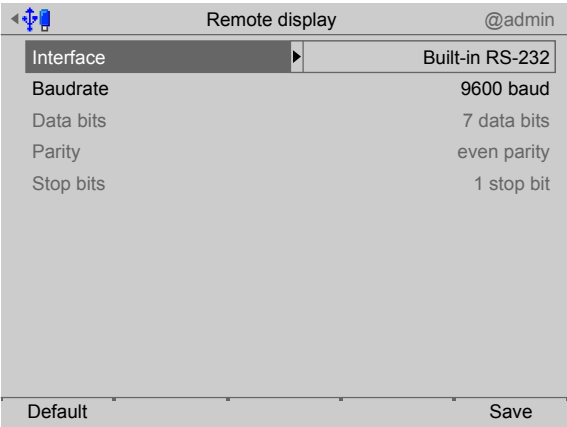 Remote display @admin
Interface Built-in RS-232
Baudrate 9600 baud
Data bits 7 data bits
Parity even parity
Stop bits 1 stop bit
Default Save